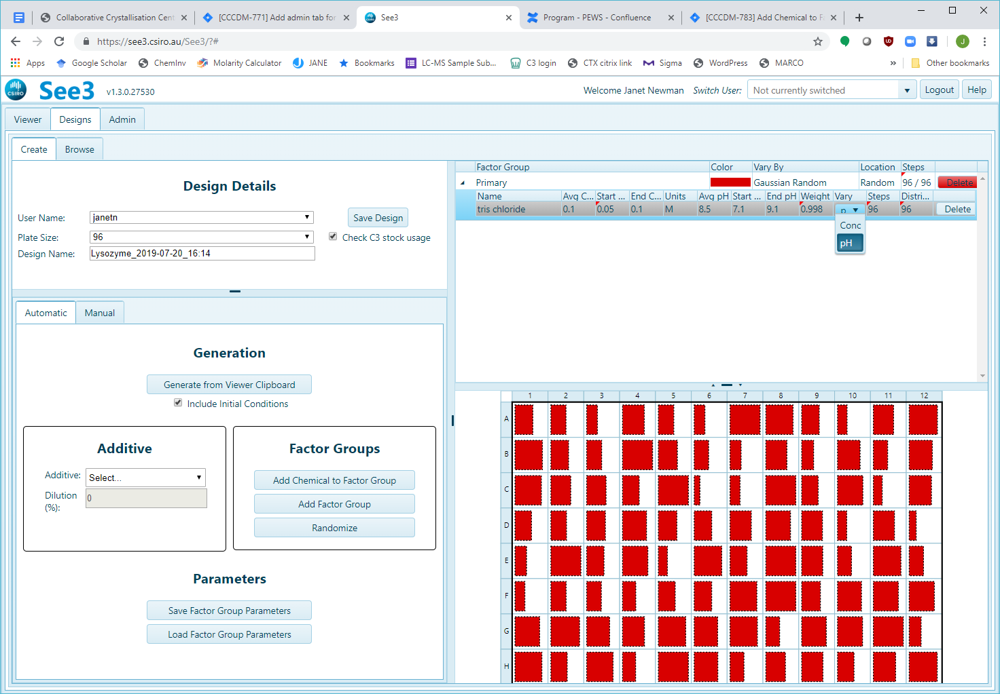 Collaborative Crystallisation Cent
[CCCDM-771] Add admin tab for
See3
Program - PEWS - Confluence
[CCCDM-783] Add Chemical to F
https://see3.csiro.au/See3/?#
J
Apps
Google Scholar
ChemInv
Molarity Calculator
JANE
Bookmarks
LC-MS Sample Sub...
C3 login
CTX citrix link
Sigma
WordPress
MARCO
»
Other bookmarks
CSIRO
See3
v1.3.0.27530
Welcome Janet Newman
Switch User:
Not currently switched
Logout
Help
Viewer
Designs
Admin
Create
Browse
Design Details
User Name:
janetn
Save Design
Plate Size:
96
Check C3 stock usage
Design Name:
Lysozyme_2019-07-20_16:14
Factor Group
Color
Vary By
Location
Steps
Primary
Gaussian Random
Random
96 / 96
Delete
Name
Avg C...
Start ...
End C...
Units
Avg pH
Start ...
End pH
Weight
Vary
Steps
Distri...
tris chloride
0.1
0.05
0.1
M
8.5
7.1
9.1
0.998
p
96
96
Delete
Conc
pH
Automatic
Manual
Generation
Generate from Viewer Clipboard
Include Initial Conditions
Additive
Additive:
Select...
Dilution
(%):
0
Factor Groups
Add Chemical to Factor Group
Add Factor Group
Randomize
Parameters
Save Factor Group Parameters
Load Factor Group Parameters
1
2
3
4
5
6
7
8
9
10
11
12
A
B
C
D
E
F
G
H